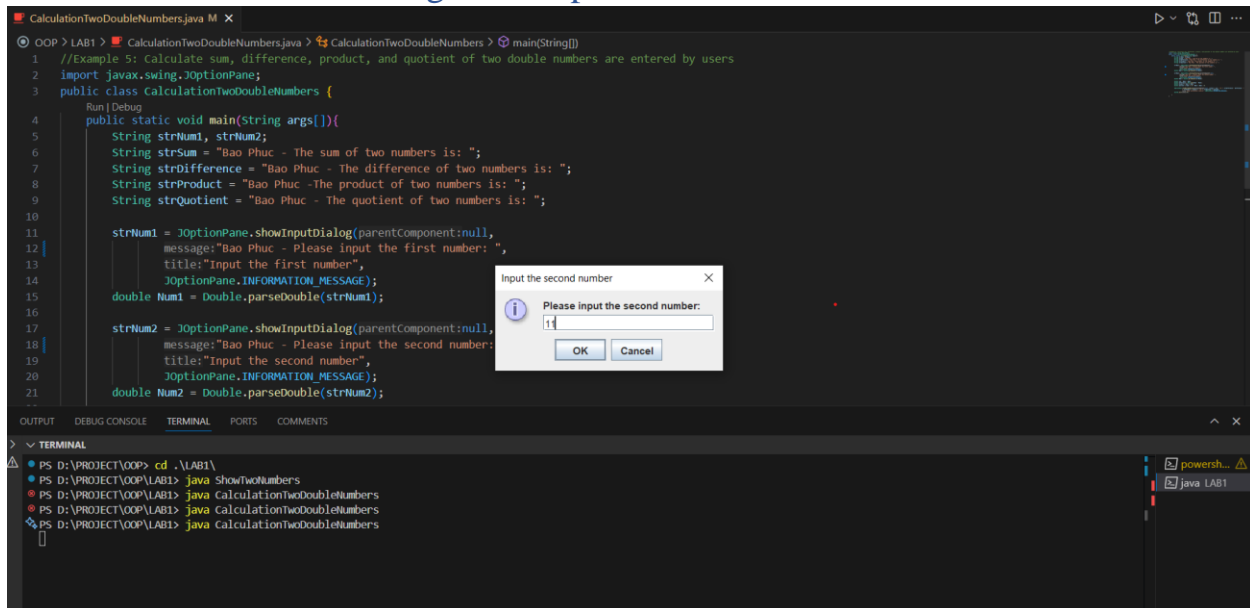 CalculationTwoDoubleNumbers.java M ×
OOP > LAB1 > CalculationTwoDoubleNumbers.java > CalculationTwoDoubleNumbers > main(String[])
1 //Example 5: Calculate sum, difference, product, and quotient of two double numbers are entered by users
2 import javax.swing.JOptionPane;
3 public class CalculationTwoDoubleNumbers {
Run | Debug
4 public static void main(String args[]){
5 String strNum1, strNum2;
6 String strSum = "Bao Phuc - The sum of two numbers is: ";
7 String strDifference = "Bao Phuc - The difference of two numbers is: ";
8 String strProduct = "Bao Phuc -The product of two numbers is: ";
9 String strQuotient = "Bao Phuc - The quotient of two numbers is: ";
10
11 strNum1 = JOptionPane.showInputDialog(parentComponent:null,
12 message:"Bao Phuc - Please input the first number: ",
13 title:"Input the first number",
14 JOptionPane.INFORMATION_MESSAGE);
15 double Num1 = Double.parseDouble(strNum1);
16
17 strNum2 = JOptionPane.showInputDialog(parentComponent:null,
18 message:"Bao Phuc - Please input the second number:
19 title:"Input the second number",
20 JOptionPane.INFORMATION_MESSAGE);
21 double Num2 = Double.parseDouble(strNum2);
Input the second number ×
Please input the second number:
11
OK Cancel
OUTPUT DEBUG CONSOLE TERMINAL PORTS COMMENTS
TERMINAL
PS D:\PROJECT\OOP> cd .\LAB1\
PS D:\PROJECT\OOP\LAB1> java ShowTwoNumbers
PS D:\PROJECT\OOP\LAB1> java CalculationTwoDoubleNumbers
PS D:\PROJECT\OOP\LAB1> java CalculationTwoDoubleNumbers
PS D:\PROJECT\OOP\LAB1> java CalculationTwoDoubleNumbers
powersh...
java LAB1